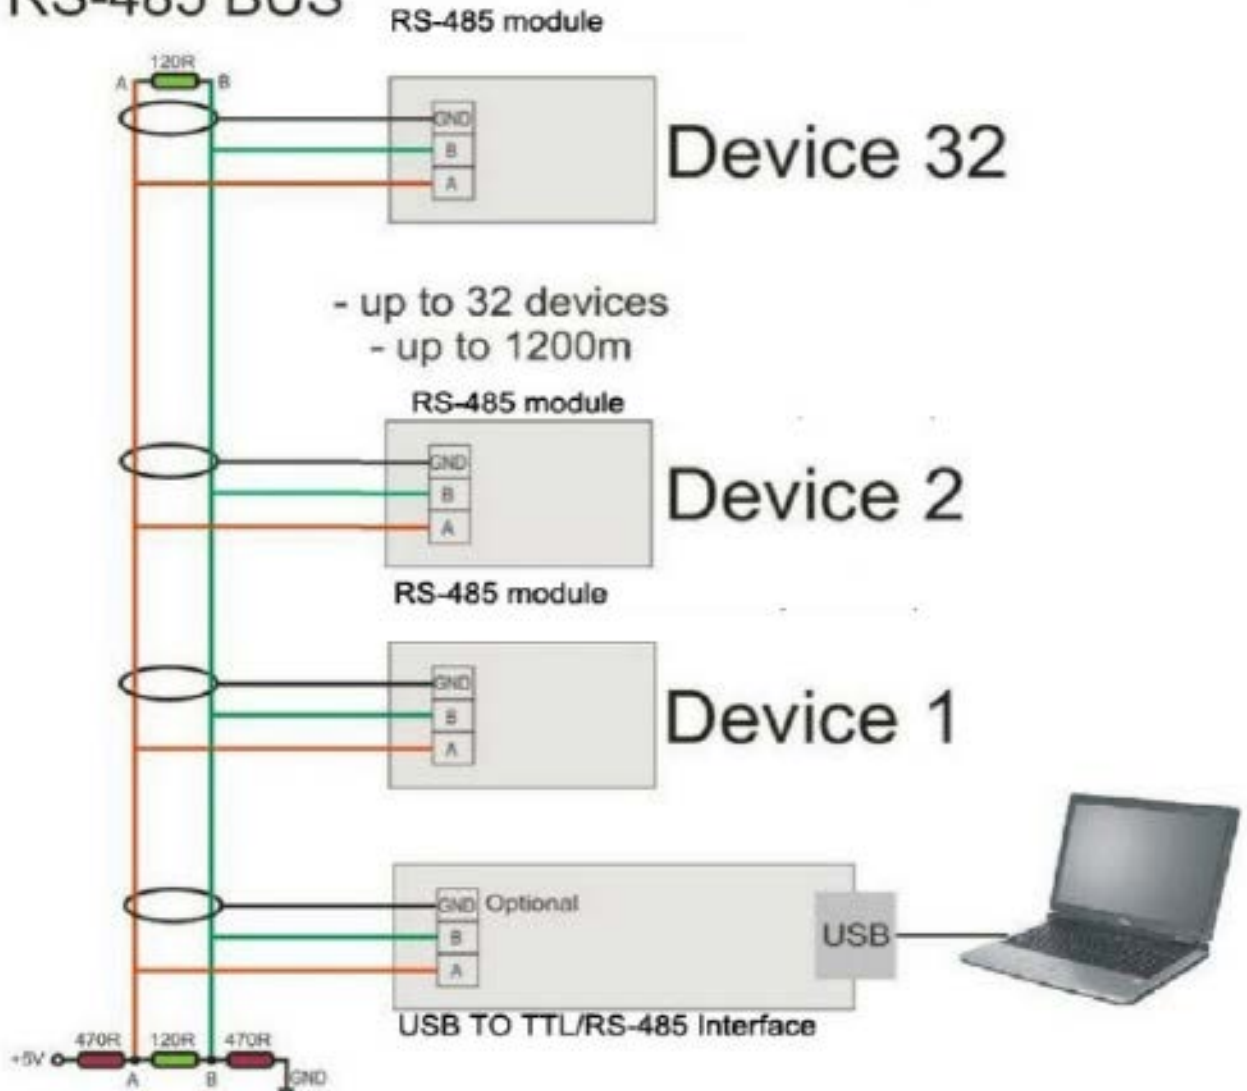 RS-485 BUS
RS-485 module
120R
A B
GND
B
A
Device 32
- up to 32 devices
- up to 1200m
RS-485 module
GND
B
A
Device 2
RS-485 module
GND
B
A
Device 1
GND Optional
B
A
USB
USB TO TTL/RS-485 Interface
470R 120R 470R
+5V
A B GND